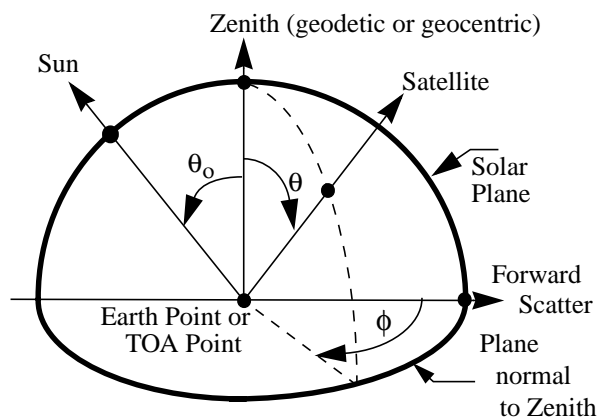 Zenith (geodetic or geocentric)
Sun
Satellite
θo
θ
Solar
Plane
Forward
Scatter
Earth Point or
TOA Point
ϕ
Plane
normal
to Zenith